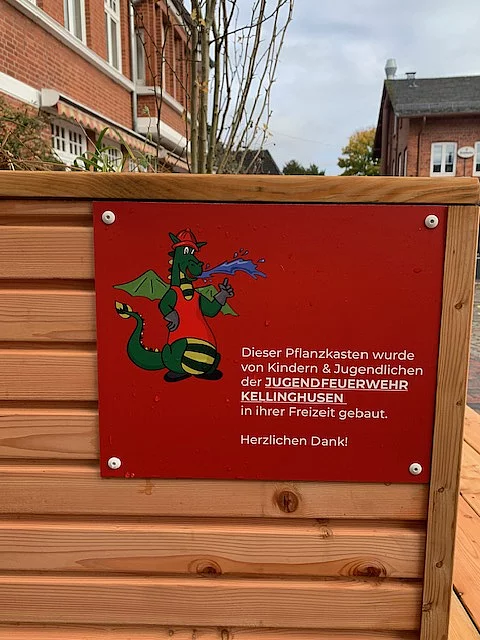 Dieser Pflanzkasten wurde
von Kindern & Jugendlichen
der JUGENDFEUERWEHR
KELLINGHUSEN
in ihrer Freizeit gebaut.
Herzlichen Dank!